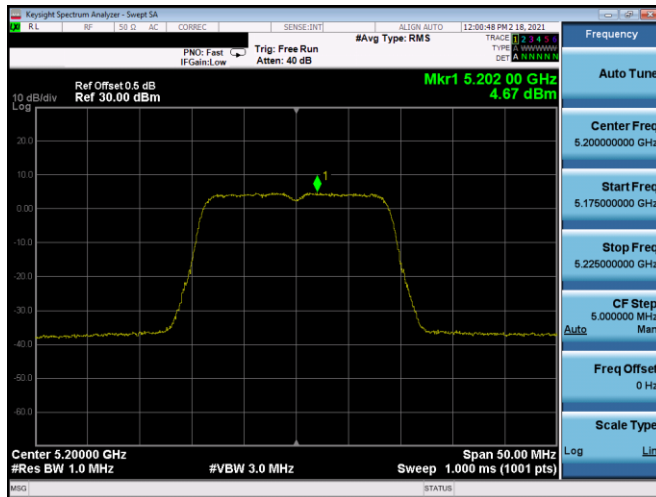 Keysight Spectrum Analyzer - Swept SA
RL RF 50 Ω AC CORREC SENSE:INT ALIGN AUTO 12:00:48 PM 2 18, 2021
#Avg Type: RMS TRACE 1 2 3 4 5 6
PNO: Fast Trig: Free Run TYPE A WWWWW
IFGain:Low Atten: 40 dB DET A N N N N N
Mkr1 5.202 00 GHz
Ref Offset 0.5 dB
10 dB/div Ref 30.00 dBm 4.67 dBm
Log
20.0
1
10.0
0.00
-10.0
-20.0
-30.0
-40.0
-50.0
-60.0
Center 5.20000 GHz Span 50.00 MHz
#Res BW 1.0 MHz #VBW 3.0 MHz Sweep 1.000 ms (1001 pts)
MSG STATUS
Frequency
Auto Tune
Center Freq
5.200000000 GHz
Start Freq
5.175000000 GHz
Stop Freq
5.225000000 GHz
CF Step
5.000000 MHz
Auto Man
Freq Offset
0 Hz
Scale Type
Log Lin